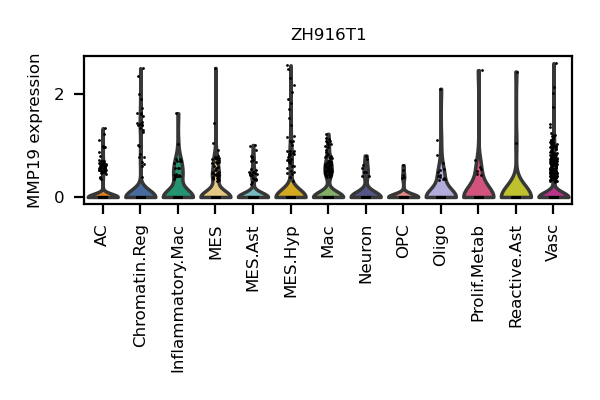 ZH916T1
MMP19 expression
2
0
AC
Chromatin.Reg
Inflammatory.Mac
MES
MES.Ast
MES.Hyp
Mac
Neuron
OPC
Oligo
Prolif.Metab
Reactive.Ast
Vasc